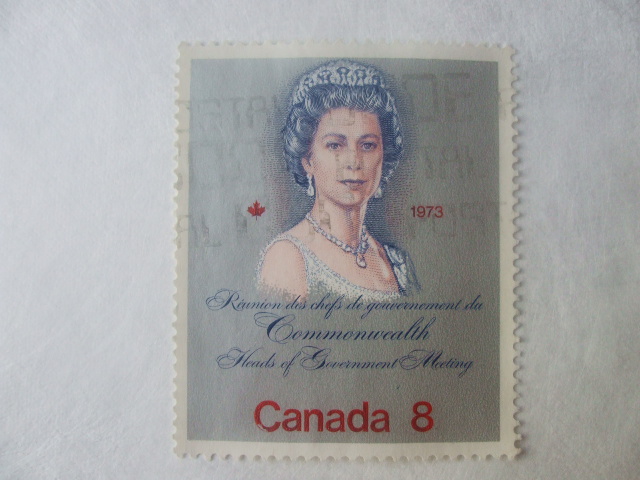 1973
Réunion des chefs de gouvernement du
Commonwealth
Heads of Government Meeting
Canada 8